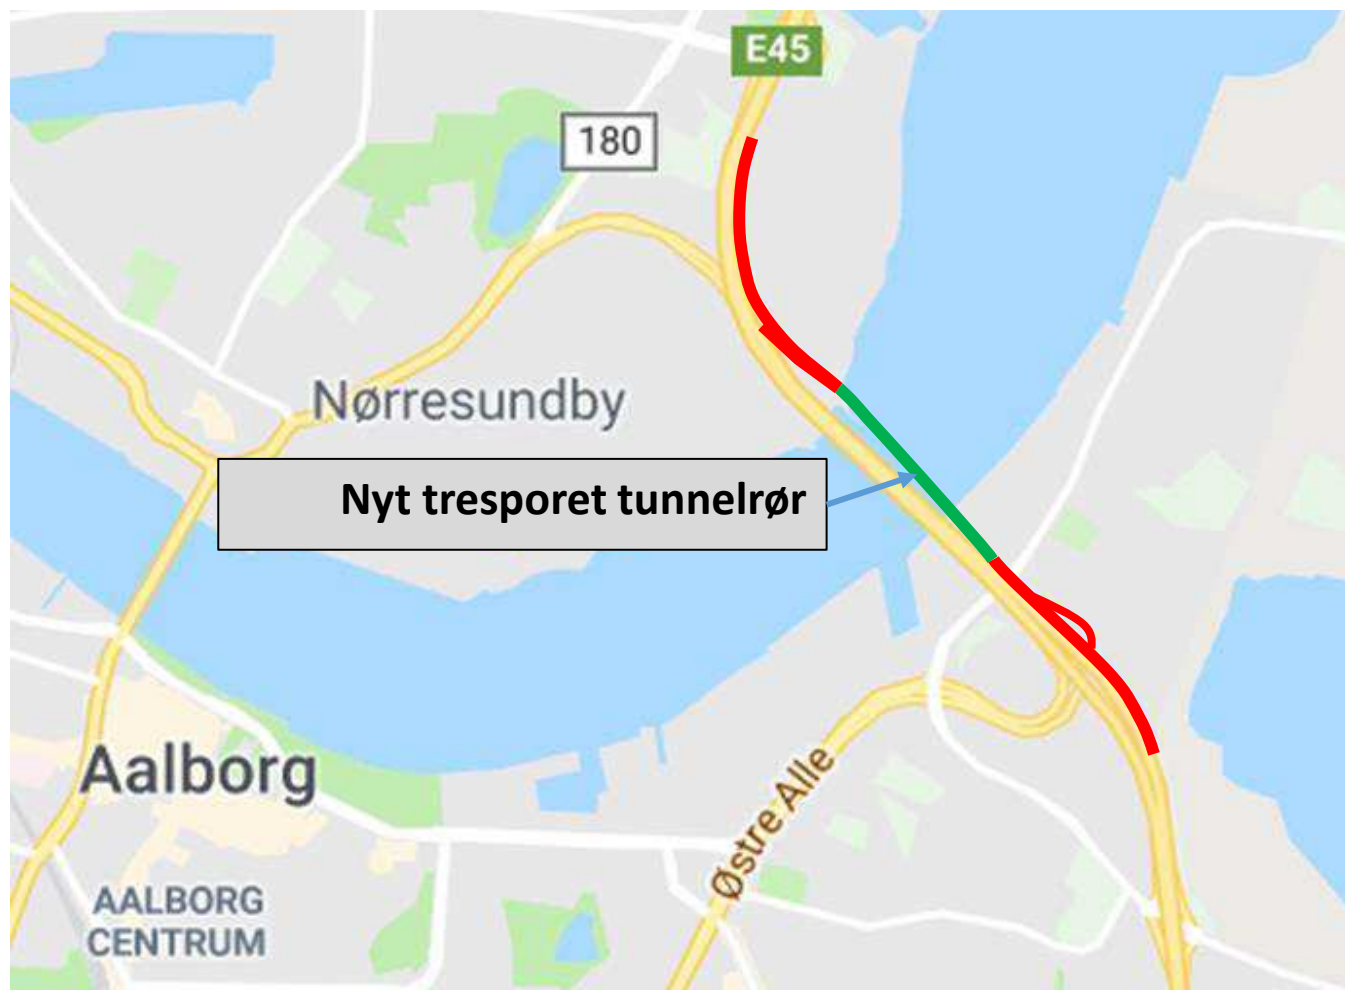 E45
180
Nørresundby
Nyt tresporet tunnelrør
Aalborg
Østre Alle
AALBORG
CENTRUM